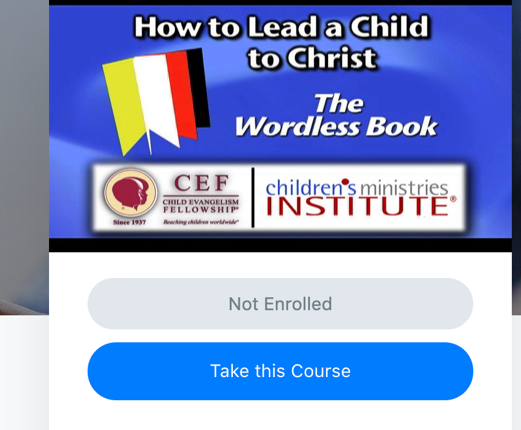 How to Lead a Child
to Christ
The
Wordless Book
CEF
CHILD EVANGELISM
FELLOWSHIP®
Since 1937
Reaching children worldwide®
children's ministries
INSTITUTE®
Not Enrolled
Take this Course